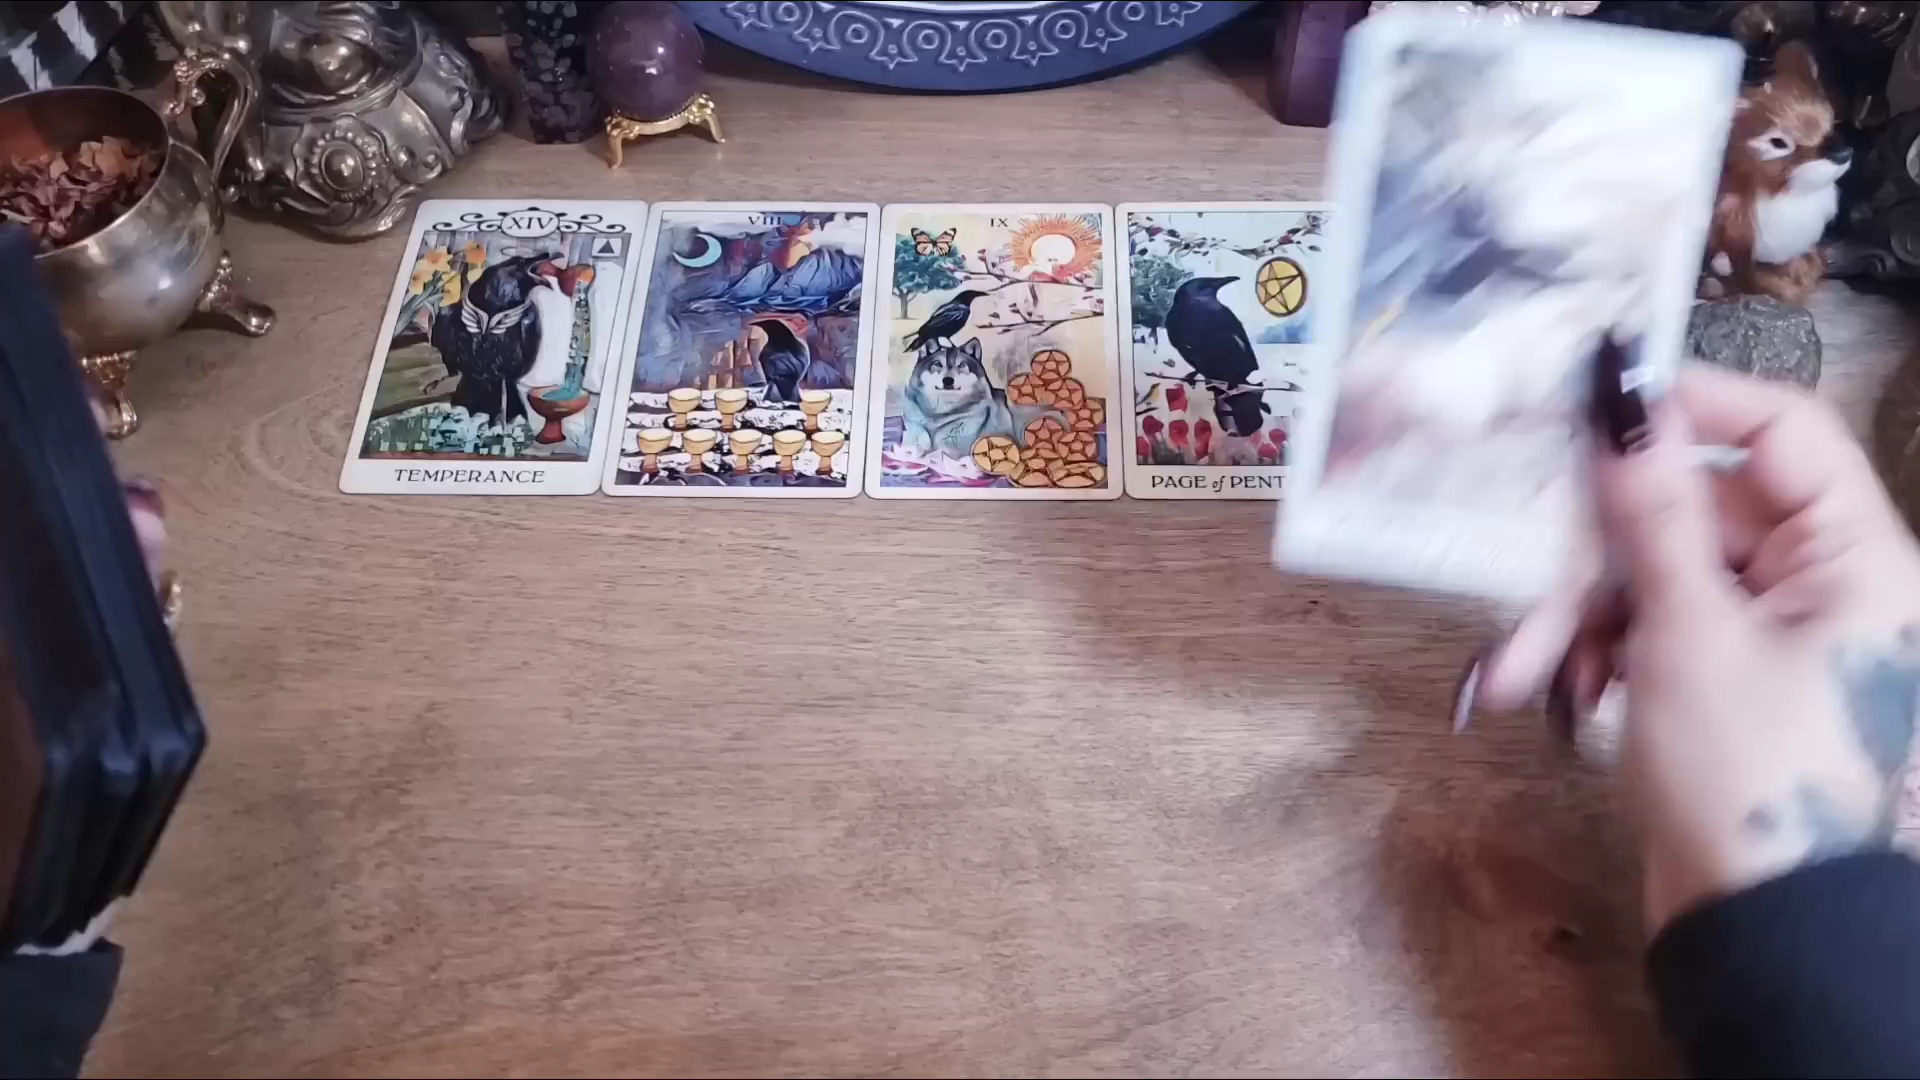 XIV
VIII
IX
TEMPERANCE
PAGE of PENT